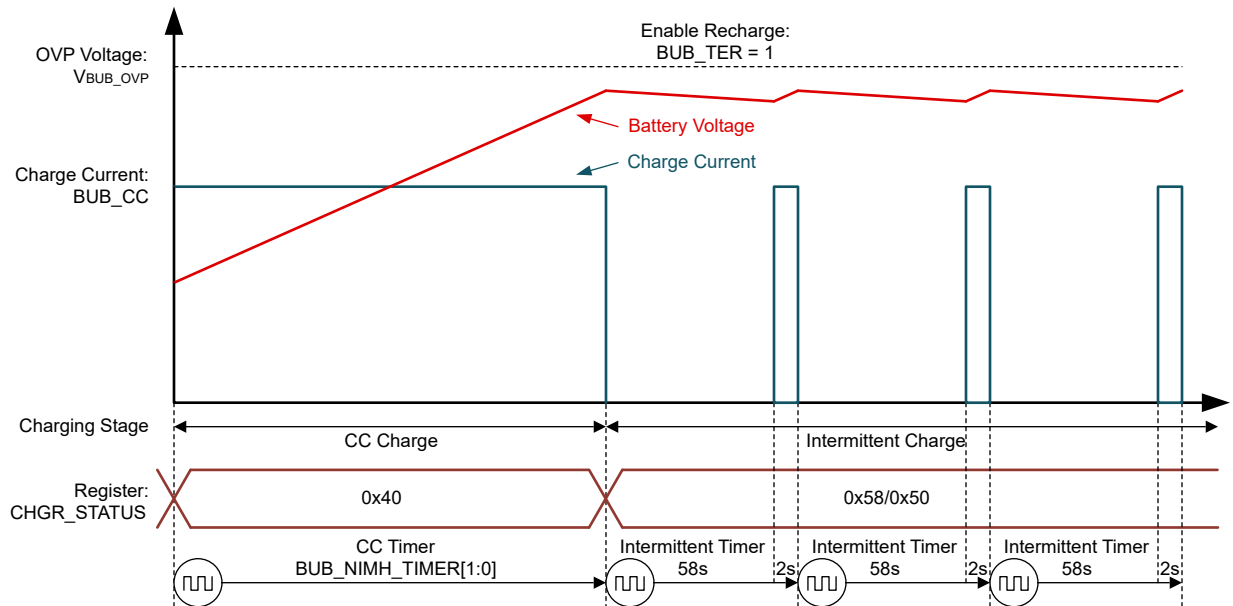 Enable Recharge:
BUB_TER = 1
OVP Voltage:
VBUB_OVP
Battery Voltage
Charge Current
Charge Current:
BUB_CC
Charging Stage
CC Charge
Intermittent Charge
Register:
CHGR_STATUS
0x40
0x58/0x50
CC Timer
BUB_NIMH_TIMER[1:0]
Intermittent Timer
58s
2s
Intermittent Timer
58s
2s
Intermittent Timer
58s
2s